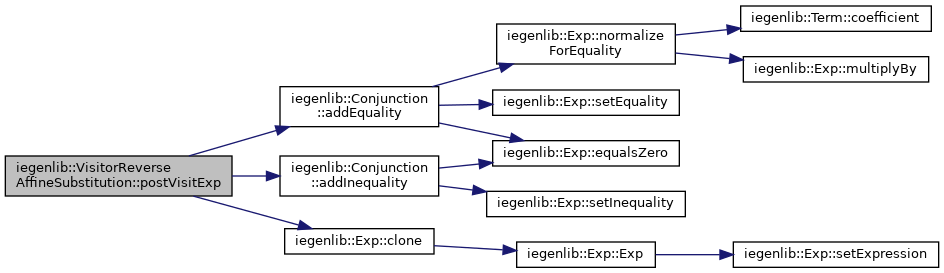 iegenlib::VisitorReverse
AffineSubstitution::postVisitExp
iegenlib::Conjunction
::addEquality
iegenlib::Exp::normalize
ForEquality
iegenlib::Term::coefficient
iegenlib::Exp::multiplyBy
iegenlib::Exp::setEquality
iegenlib::Exp::equalsZero
iegenlib::Conjunction
::addInequality
iegenlib::Exp::setInequality
iegenlib::Exp::clone
iegenlib::Exp::Exp
iegenlib::Exp::setExpression